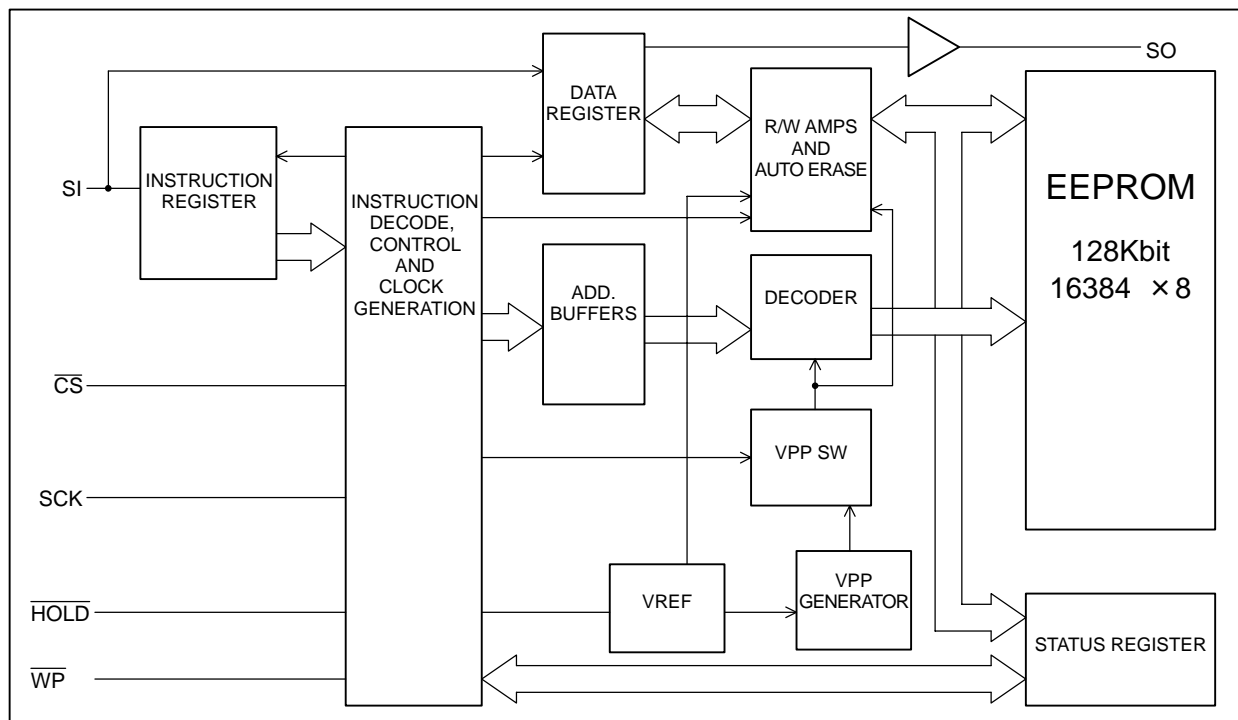 SO
DATA
REGISTER
R/W AMPS
AND
AUTO ERASE
SI
INSTRUCTION
REGISTER
INSTRUCTION
DECODE,
CONTROL
AND
CLOCK
GENERATION
EEPROM
128Kbit
16384 × 8
ADD.
BUFFERS
DECODER
CS
VPP SW
SCK
HOLD
VREF
VPP
GENERATOR
STATUS REGISTER
WP